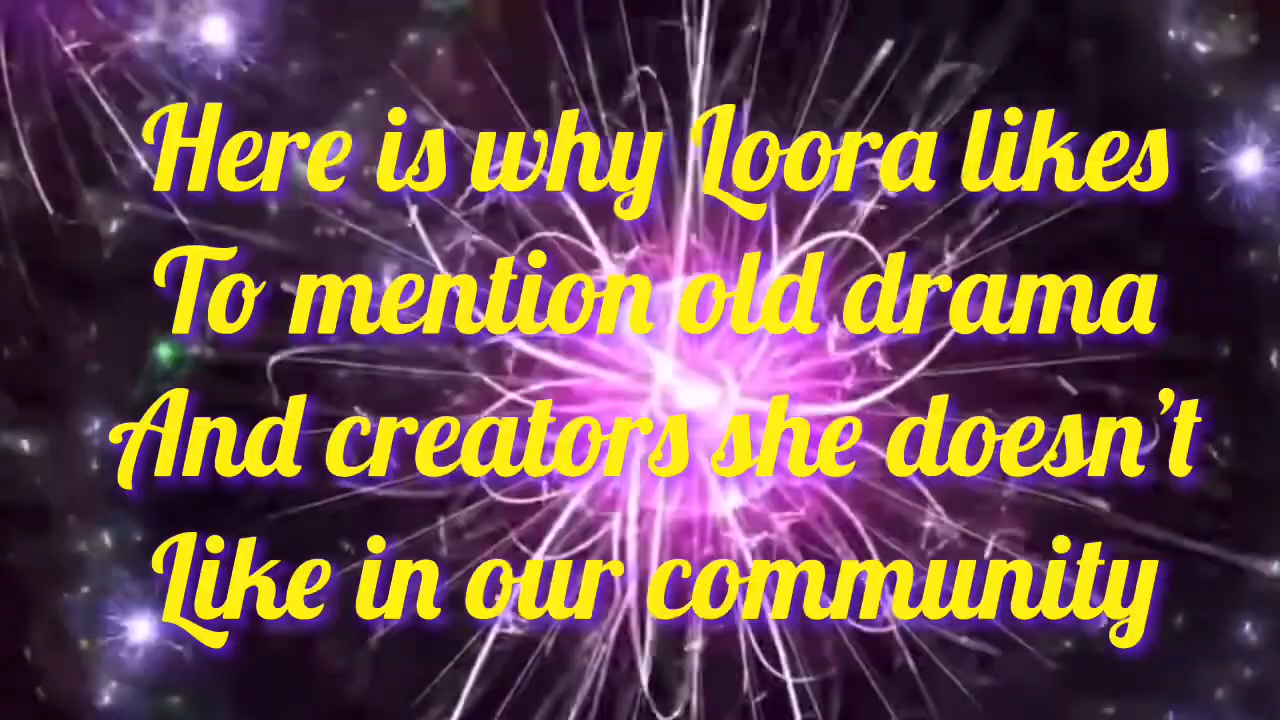 Here is why Loora likes
To mention old drama
And creators she doesn't
Like in our community